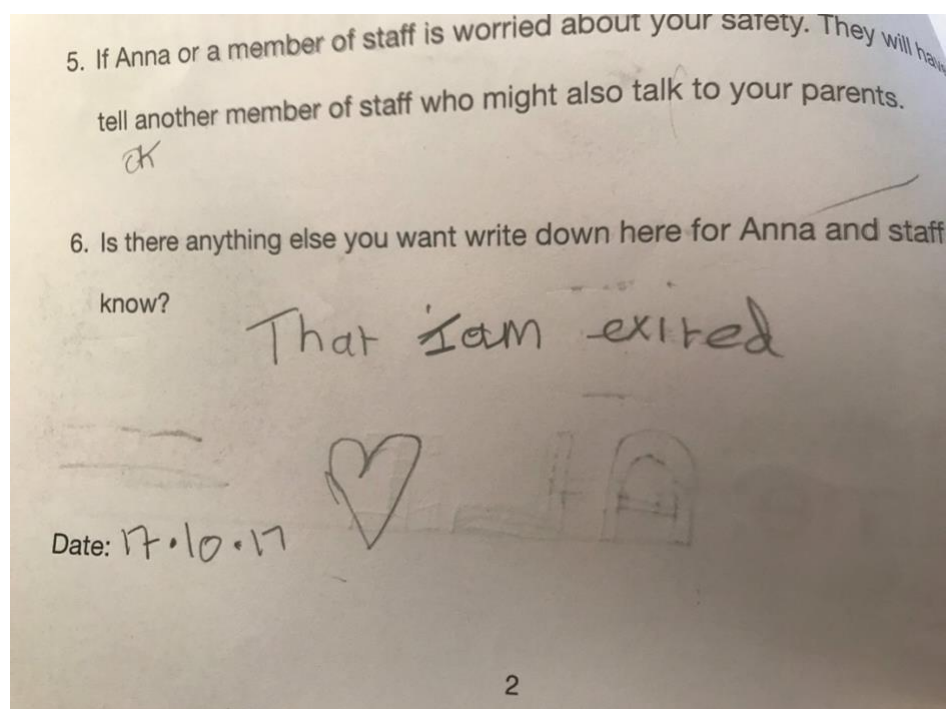 5. If Anna or a member of staff is worried about your safety. They will have
tell another member of staff who might also talk to your parents.
OK
6. Is there anything else you want write down here for Anna and staff
know?
That I am exited
Date: 17.10.17
2